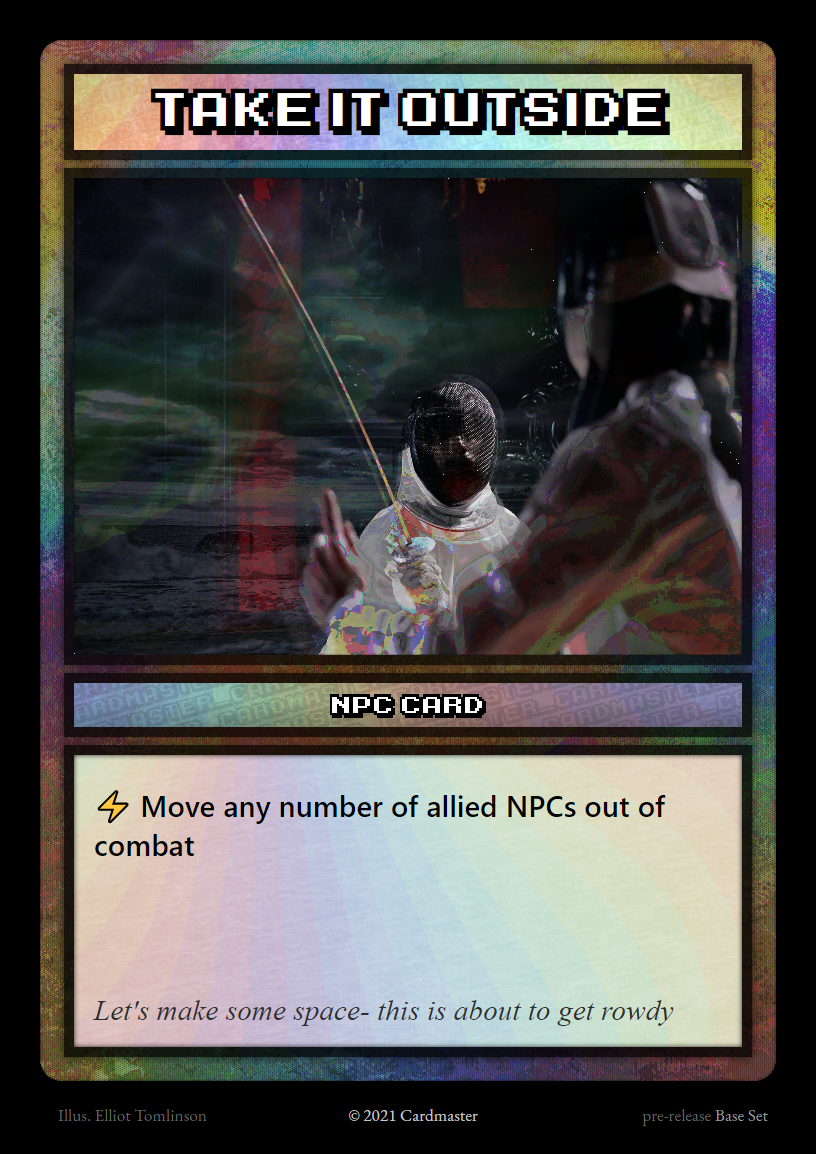 TAKE IT OUTSIDE
NPC CARD
⚡ Move any number of allied NPCs out of
combat
Let's make some space- this is about to get rowdy
Illus. Elliot Tomlinson © 2021 Cardmaster pre-release Base Set